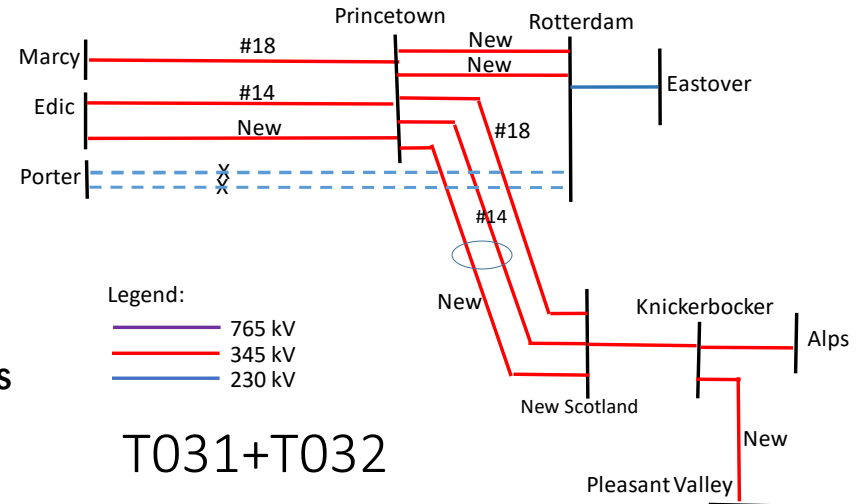 Princetown
Rotterdam
Marcy
#18
New
New
Eastover
Edic
#14
New
#18
Porter
X
X
#14
Legend:
765 kV
345 kV
230 kV
New
Knickerbocker
Alps
s
New Scotland
T031+T032
New
Pleasant Valley